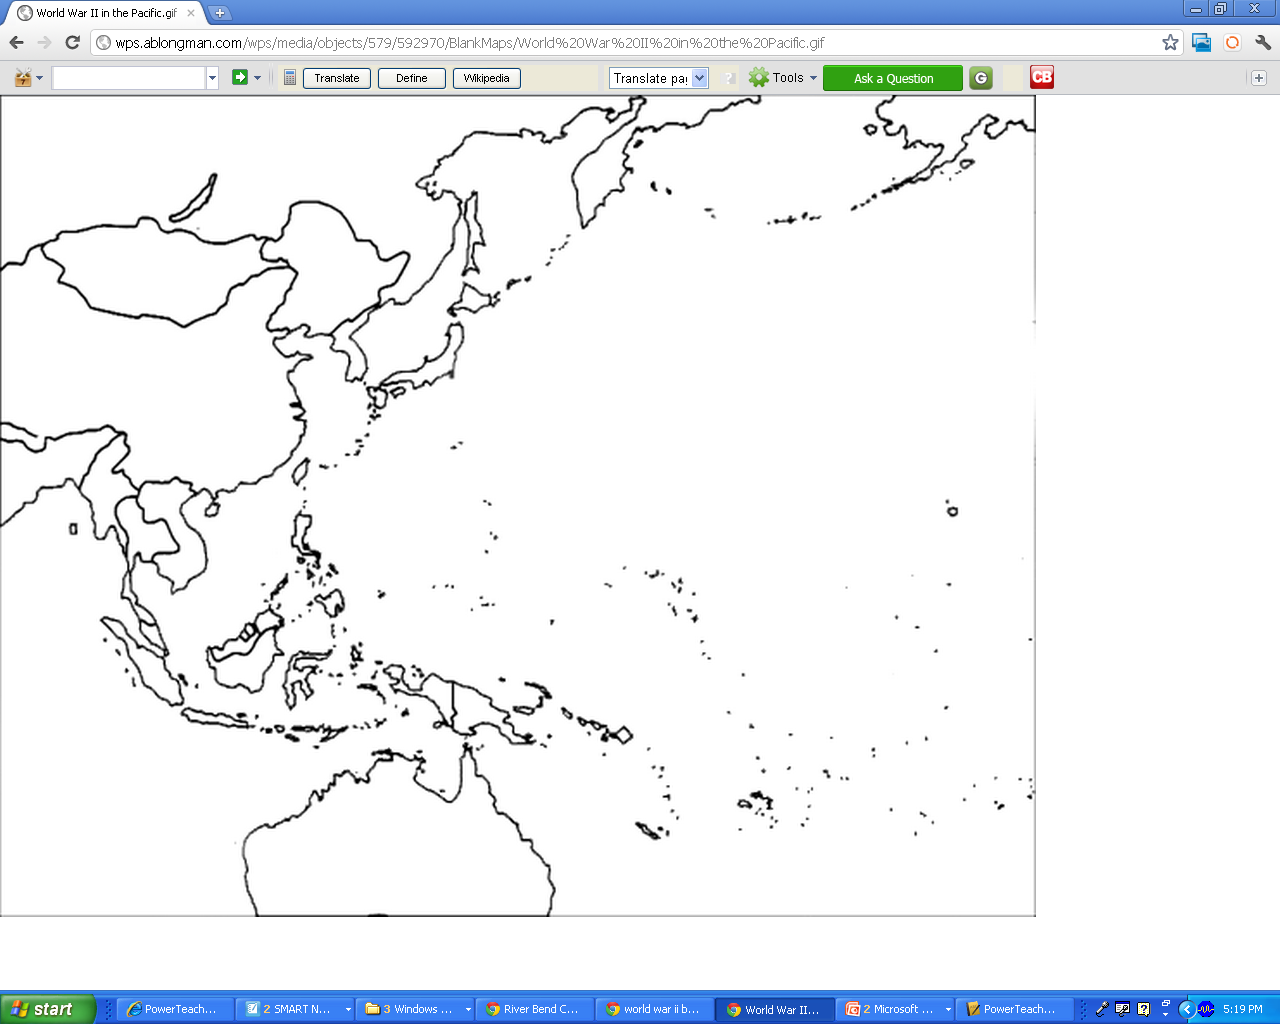 World War II in the Pacific.gif
wps.ablongman.com/wps/media/objects/579/592970/BlankMaps/World%20War%20II%20in%20the%20Pacific.gif
Translate Define Wikipedia Translate pa Tools Ask a Question G CB
start PowerTeach... 2 SMART N... 3 Windows ... River Bend C... world war ii b... World War II... 2 Microsoft ... PowerTeach... 5:19 PM